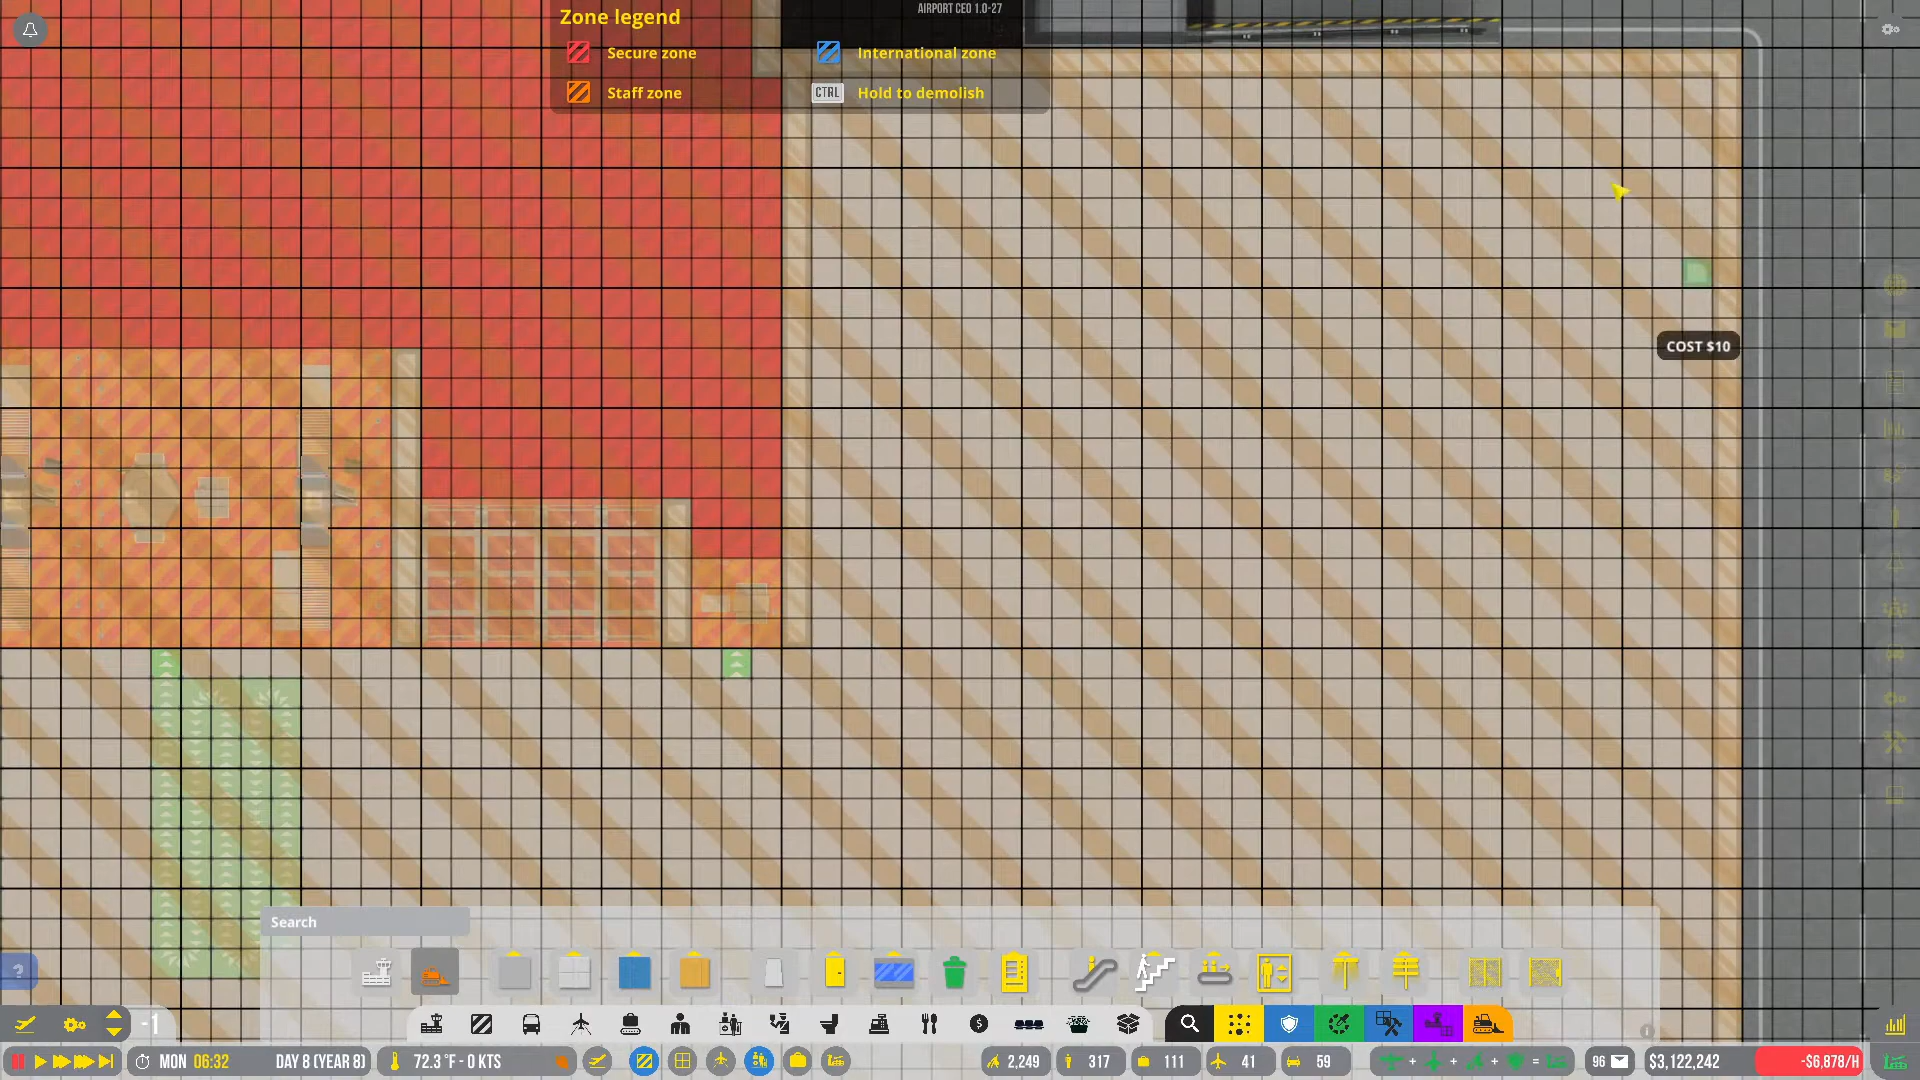 AIRPORT CEO 1.0-27
Zone legend
Secure zone
International zone
Staff zone
CTRL
Hold to demolish
COST $10
Search
?
-1
MON 06:32
DAY 8 (YEAR 8)
72.3 °F - 0 KTS
2,249
317
111
41
59
+ + + =
96
$3,122,242
-$6,878/H